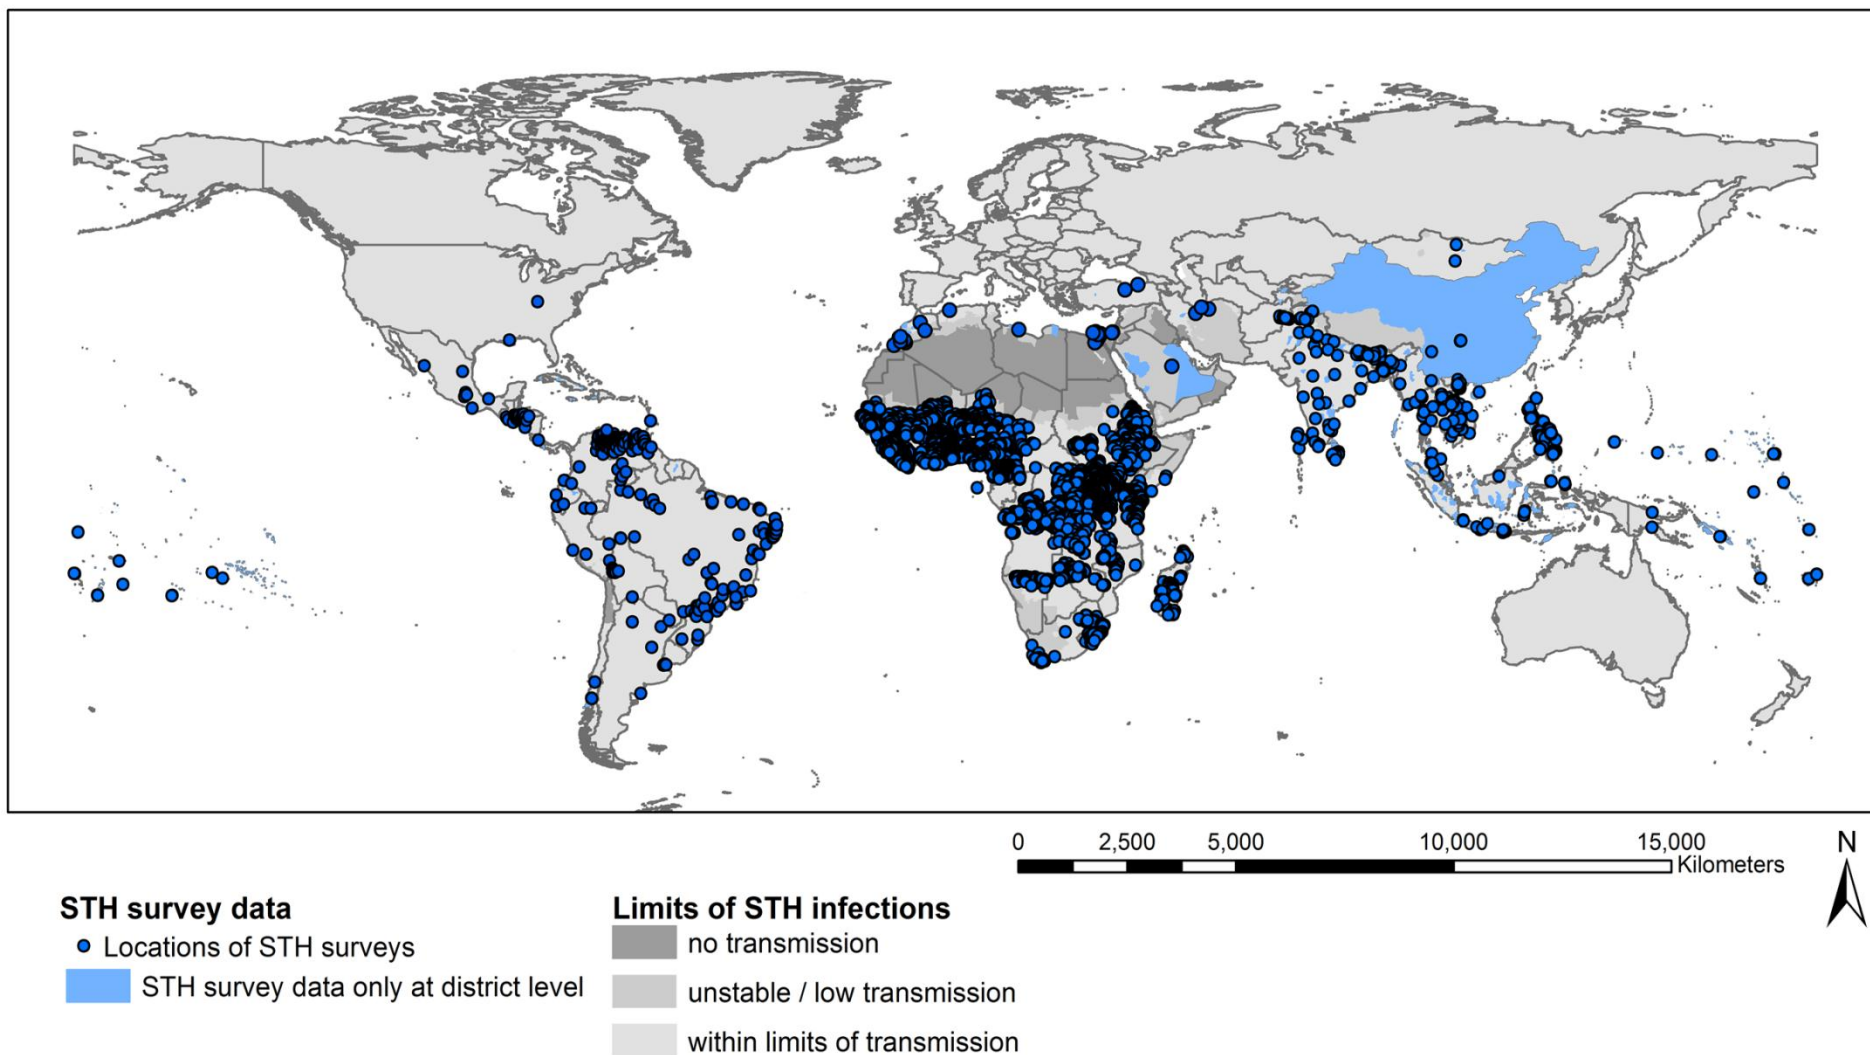 0 2,500 5,000 10,000 15,000
Kilometers
N
STH survey data
Locations of STH surveys
STH survey data only at district level
Limits of STH infections
no transmission
unstable / low transmission
within limits of transmission